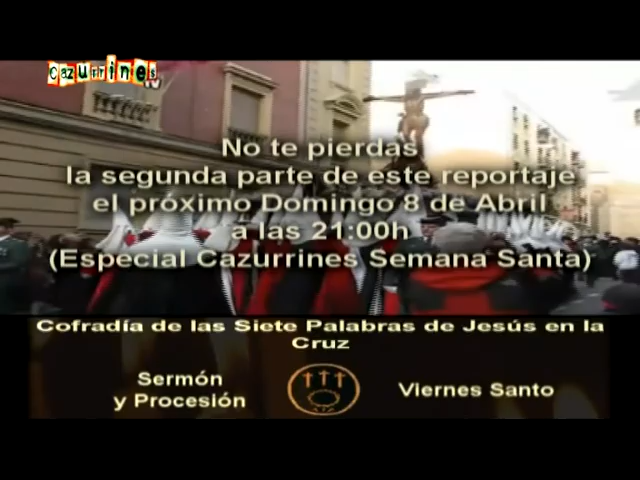 Cazurrines
TV
No te pierdas
la segunda parte de este reportaje
el próximo Domingo 8 de Abril
a las 21:00h
(Especial Cazurrines Semana Santa)
Cofradía de las Siete Palabras de Jesús en la
Cruz
Sermón
y Procesión
Viernes Santo